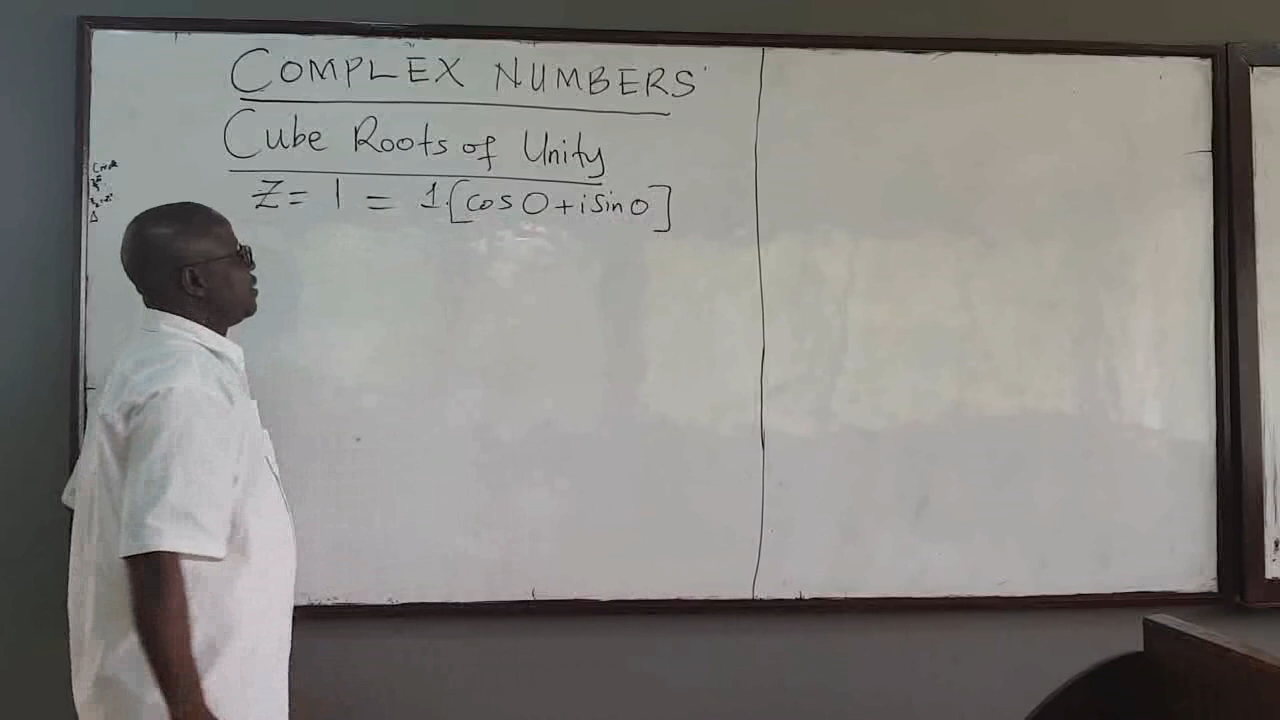 COMPLEX NUMBERS
Cube Roots of Unity
Z = 1 = 1.[cos 0 + i sin 0]